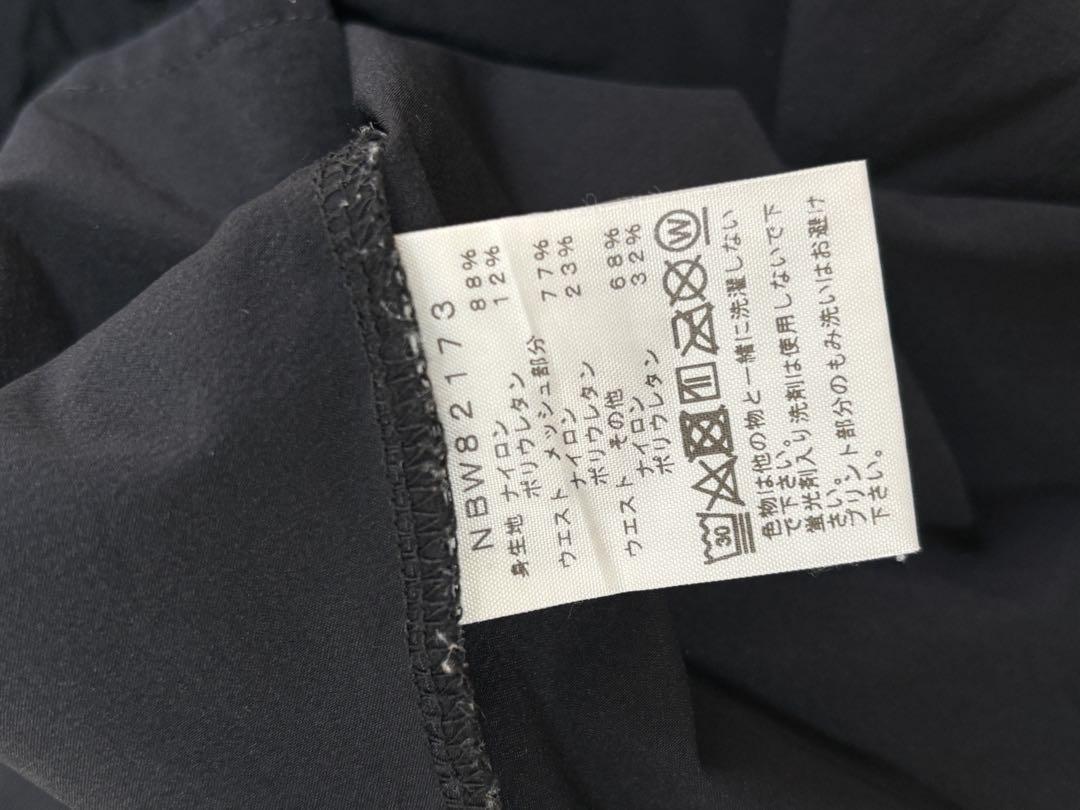 NBW82173
身生地 ナイロン 88%
ポリウレタン 12%
ウエスト メッシュ部分
ナイロン 77%
ポリウレタン 23%
ウエスト その他
ナイロン 68%
ポリウレタン 32%
30 W
色物は他の物と一緒に洗濯しない
で下さい。
蛍光剤入り洗剤は使用しないで下
さい。
プリント部分のもみ洗いはお避け
下さい。